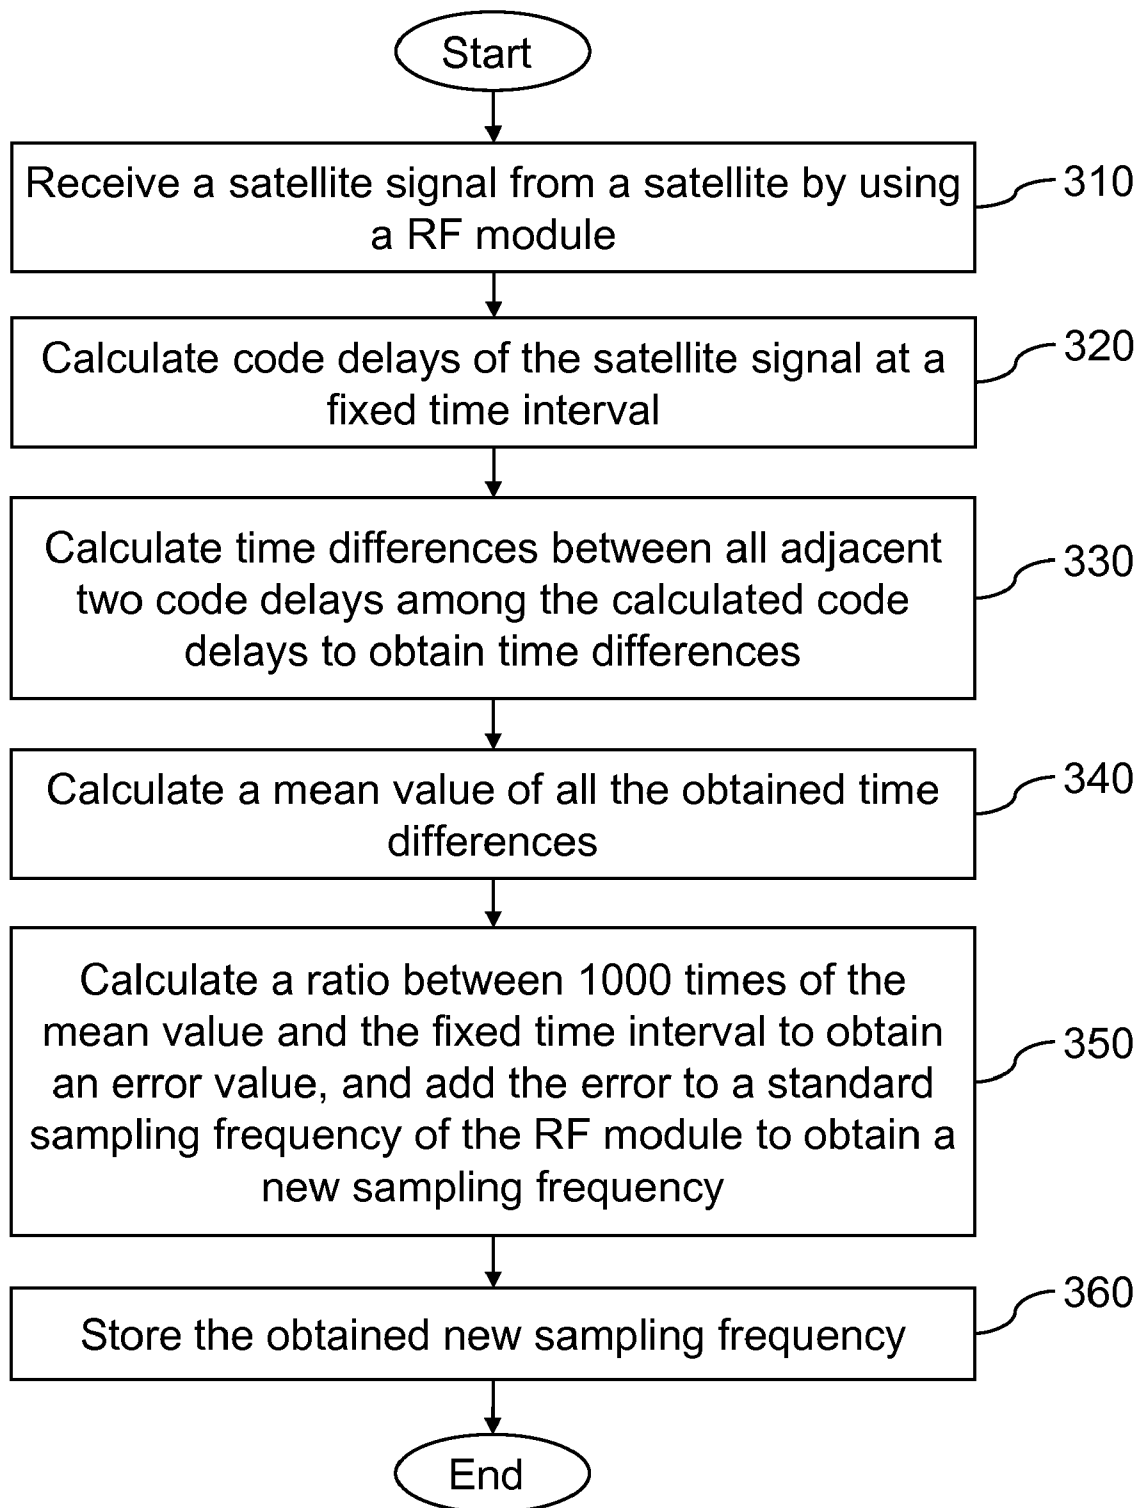 Start
Receive a satellite signal from a satellite by using
a RF module
310
Calculate code delays of the satellite signal at a
fixed time interval
320
Calculate time differences between all adjacent
two code delays among the calculated code
delays to obtain time differences
330
Calculate a mean value of all the obtained time
differences
340
Calculate a ratio between 1000 times of the
mean value and the fixed time interval to obtain
an error value, and add the error to a standard
sampling frequency of the RF module to obtain a
new sampling frequency
350
Store the obtained new sampling frequency
360
End